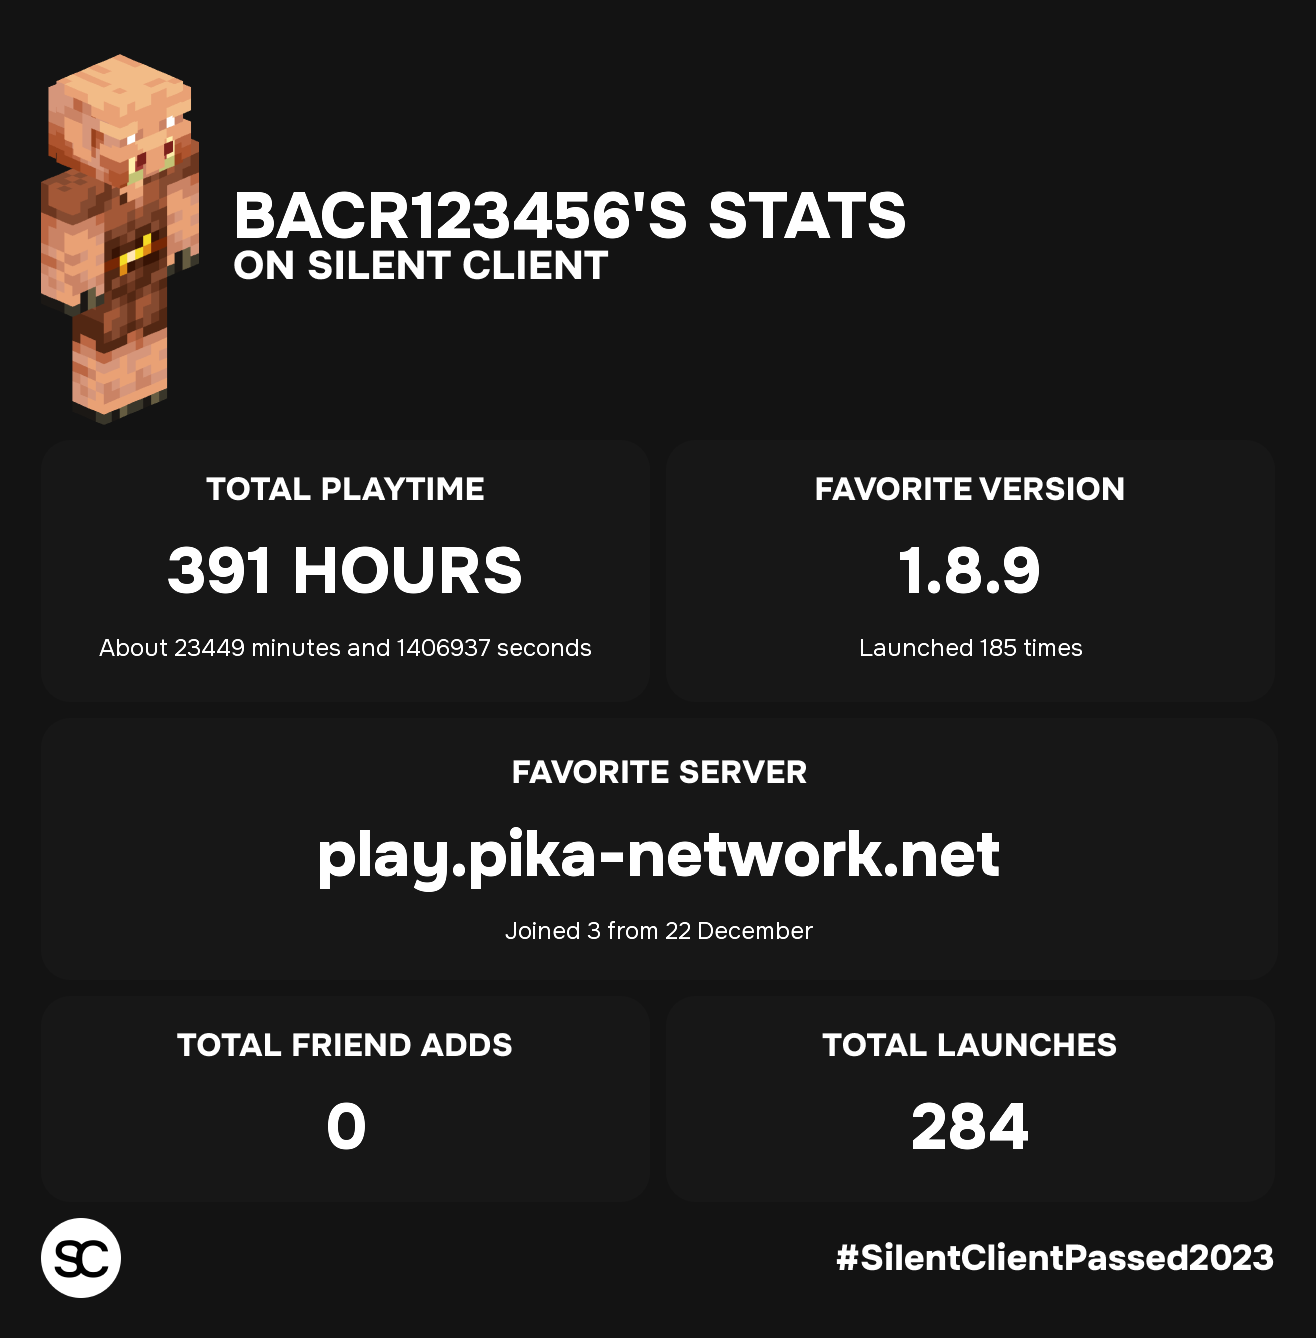 BACR123456'S STATS
ON SILENT CLIENT
TOTAL PLAYTIME
391 HOURS
About 23449 minutes and 1406937 seconds
FAVORITE VERSION
1.8.9
Launched 185 times
FAVORITE SERVER
play.pika-network.net
Joined 3 from 22 December
TOTAL FRIEND ADDS
0
TOTAL LAUNCHES
284
SC
#SilentClientPassed2023